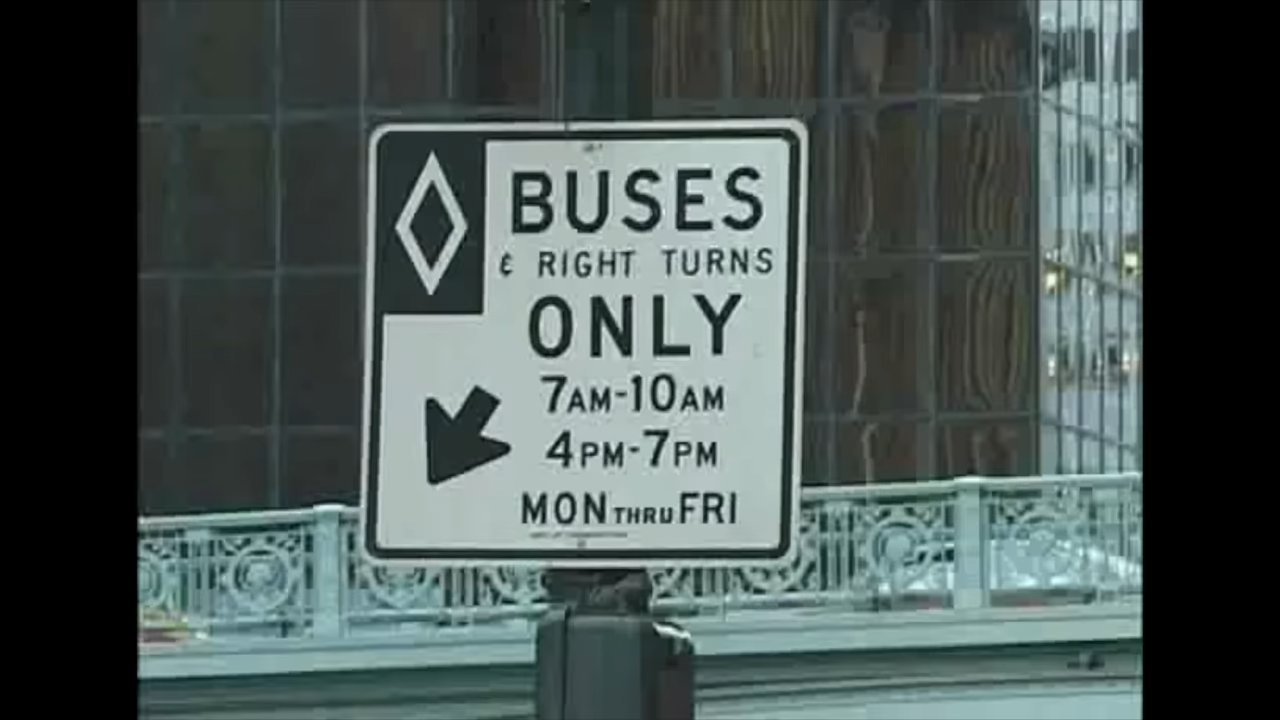 BUSES
& RIGHT TURNS
ONLY
7AM-10AM
4PM-7PM
MON THRU FRI